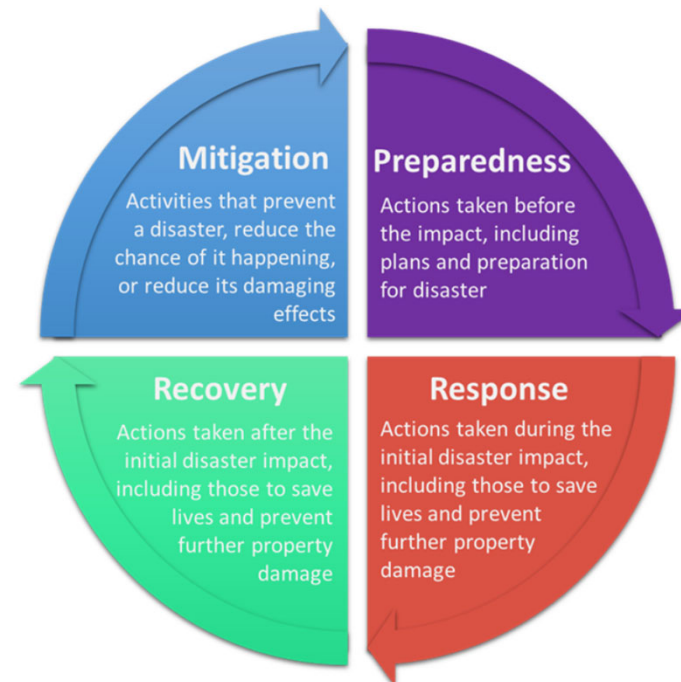 Mitigation
Activities that prevent
a disaster, reduce the
chance of it happening,
or reduce its damaging
effects
Preparedness
Actions taken before
the impact, including
plans and preparation
for disaster
Recovery
Actions taken after the
initial disaster impact,
including those to save
lives and prevent
further property
damage
Response
Actions taken during the
initial disaster impact,
including those to save
lives and prevent
further property
damage